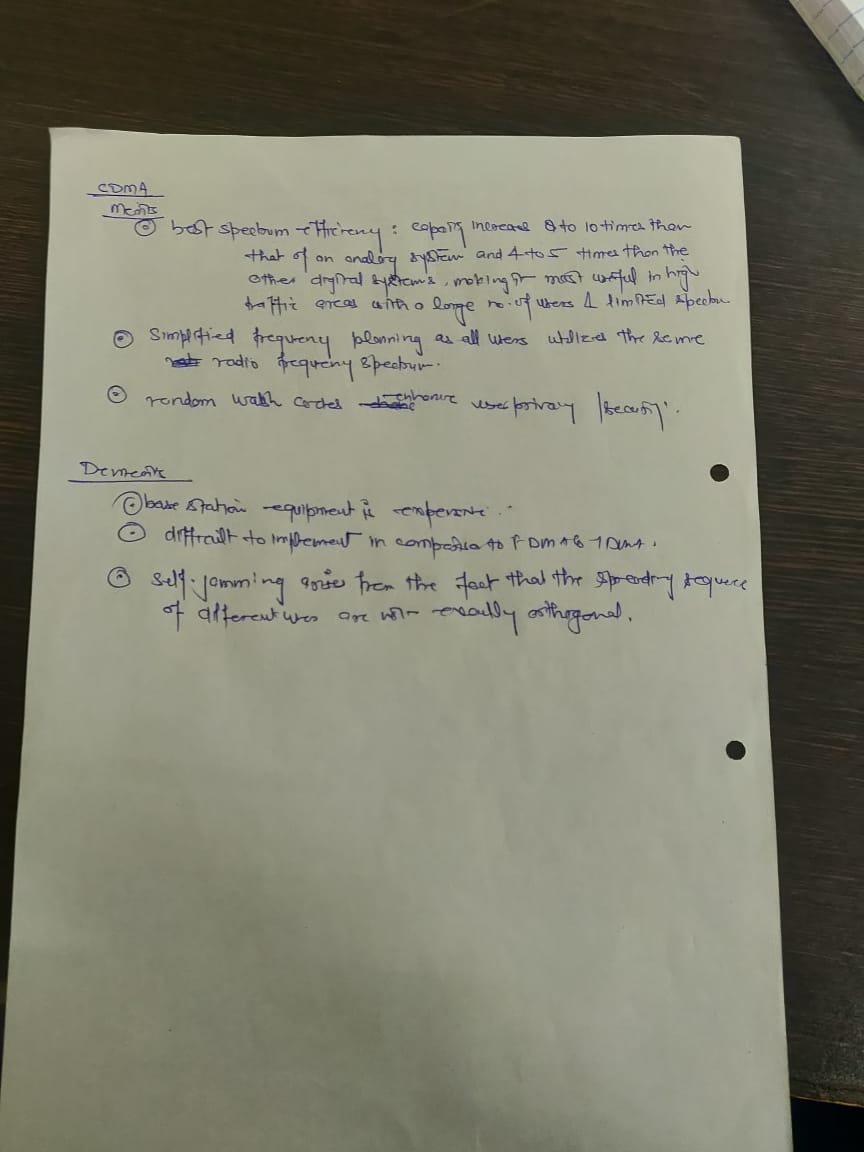 CDMA
Merits
best spectrum efficiency : capacity increase 8 to 10 times than
that of an analog system and 4 to 5 times than the
other digital systems, making it most useful in high
traffic areas with a large no. of users & limited spectrum
Simplified frequency planning as all users utilizes the same
radio frequency spectrum.
random walsh codes enhance user privacy / security.
Demerits
base station equipment is expensive.
difficult to implement in comparison to FDMA & TDMA.
self-jamming arises from the fact that the spreading sequence
of different users are not exactly orthogonal.